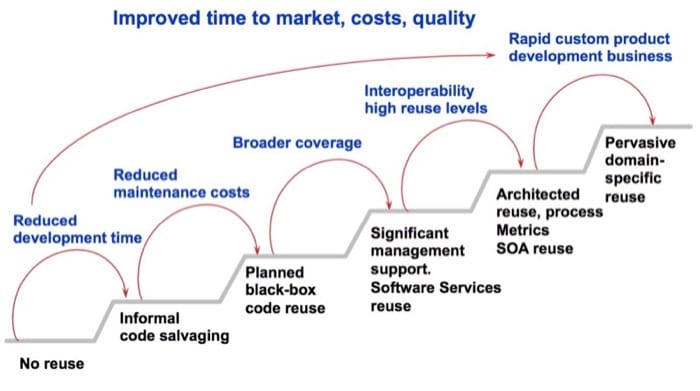 Improved time to market, costs, quality
Rapid custom product
development business
Interoperability
high reuse levels
Broader coverage
Reduced
maintenance costs
Reduced
development time
No reuse
Informal
code salvaging
Planned
black-box
code reuse
Significant
management
support.
Software Services
reuse
Architected
reuse, process
Metrics
SOA reuse
Pervasive
domain-
specific
reuse